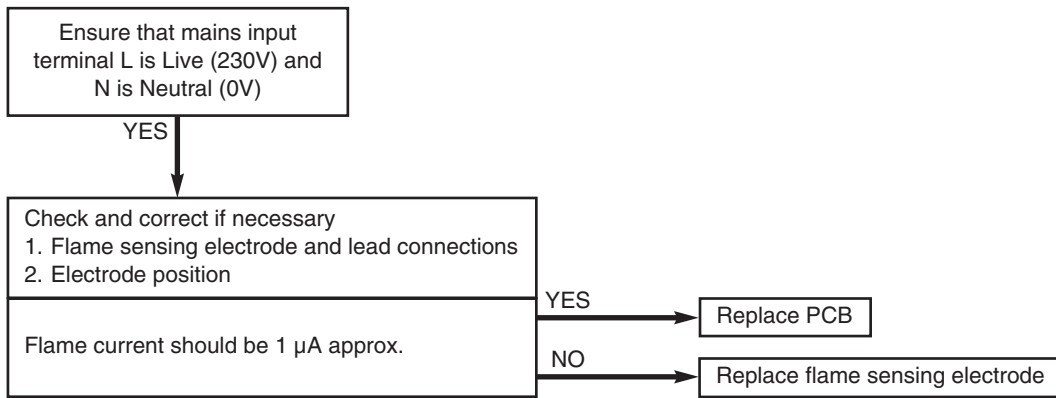 Ensure that mains input
terminal L is Live (230V) and
N is Neutral (0V)
YES
Check and correct if necessary
1. Flame sensing electrode and lead connections
2. Electrode position
Flame current should be 1 µA approx.
YES
Replace PCB
NO
Replace flame sensing electrode